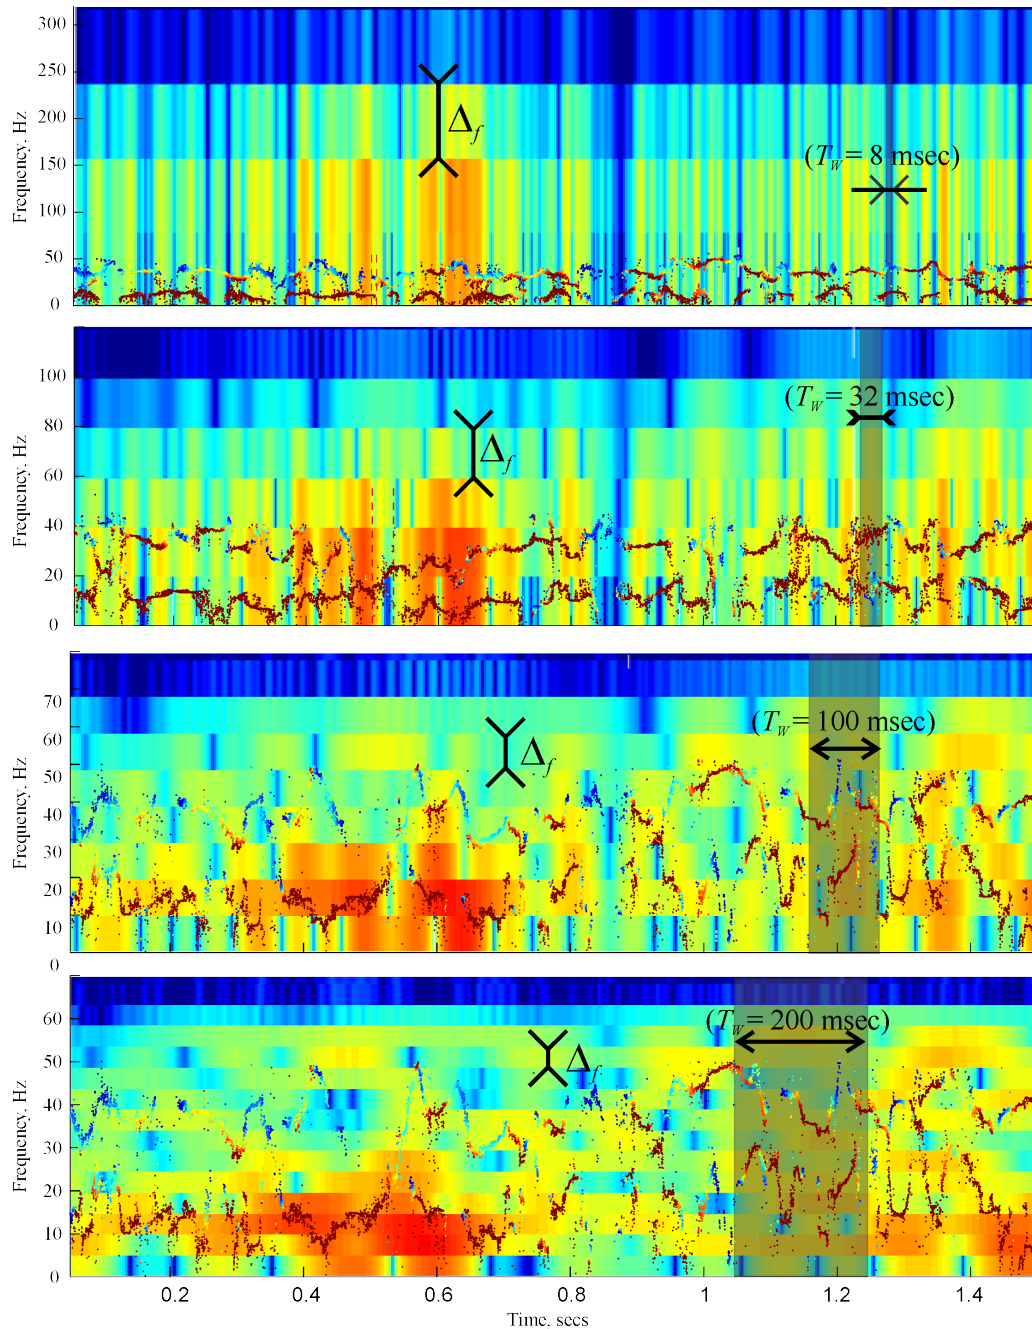 300
250
Δf
200
(TW = 8 msec)
150
100
50
0
Frequency, Hz
100
(TW = 32 msec)
80
Δf
60
40
20
0
Frequency, Hz
70
(TW = 100 msec)
60
Δf
50
40
30
20
10
0
Frequency, Hz
60
(TW = 200 msec)
50
Δf
40
30
20
10
0
Frequency, Hz
0.2 0.4 0.6 0.8 1 1.2 1.4
Time, secs